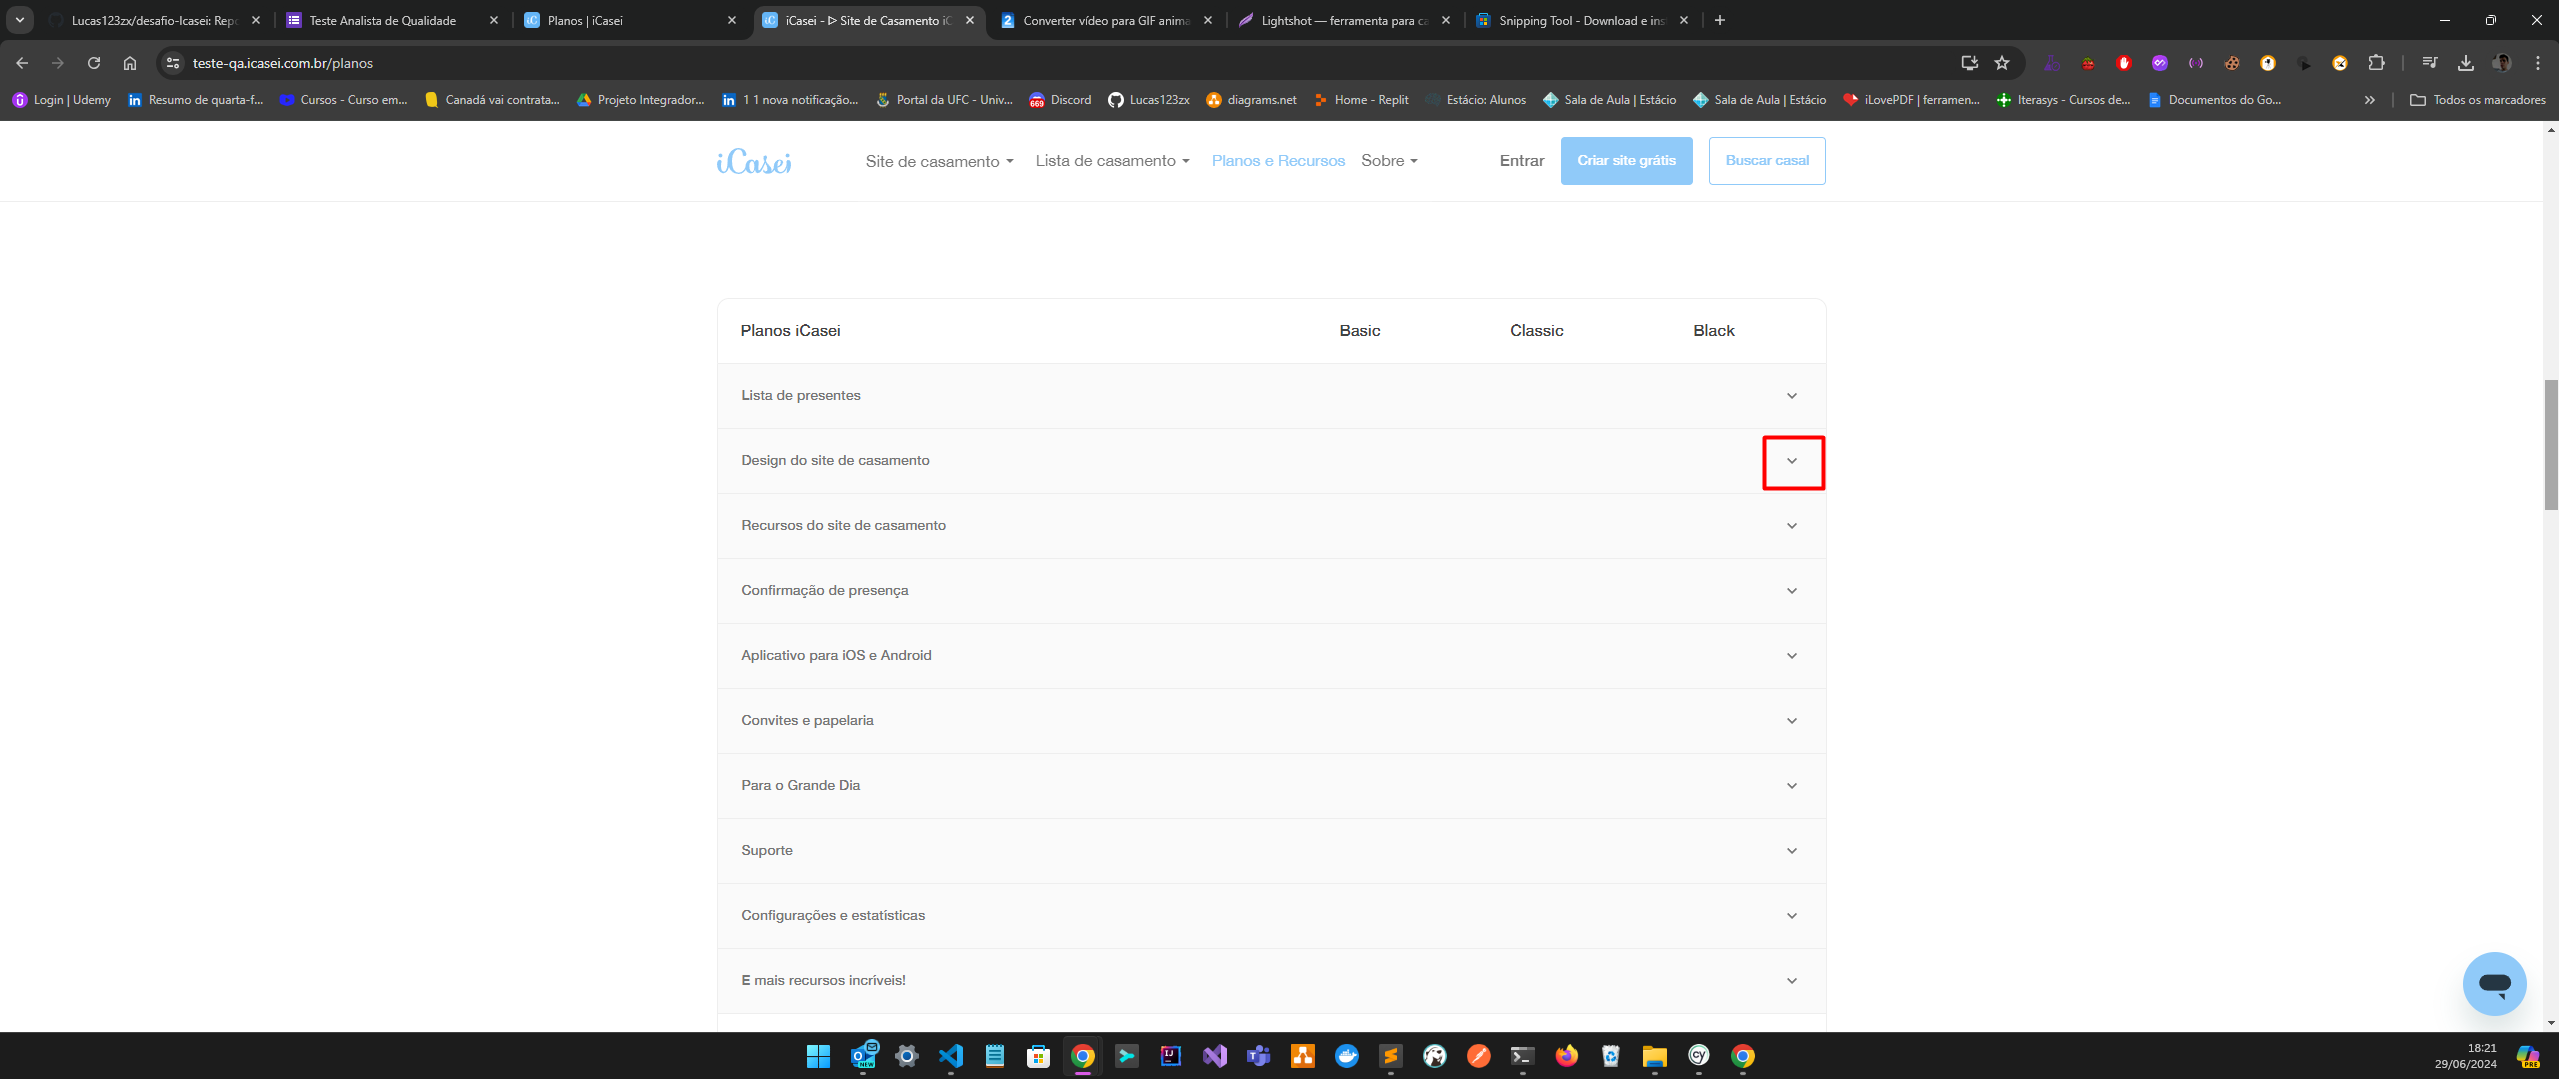 Lucas123zx/desafio-Icasei: Repo
Teste Analista de Qualidade
Planos | iCasei
iCasei - ᐅ Site de Casamento iC
Converter vídeo para GIF anima
Lightshot — ferramenta para ca
Snipping Tool - Download e inst
teste-qa.icasei.com.br/planos
Login | Udemy
Resumo de quarta-f...
Cursos - Curso em...
Canadá vai contrata...
Projeto Integrador...
1 1 nova notificação...
Portal da UFC - Univ...
669
Discord
Lucas123zx
diagrams.net
Home - Replit
Estácio: Alunos
Sala de Aula | Estácio
Sala de Aula | Estácio
iLovePDF | ferramen...
Iterasys - Cursos de...
Documentos do Go...
Todos os marcadores
iCasei
Site de casamento
Lista de casamento
Planos e Recursos
Sobre
Entrar
Criar site grátis
Buscar casal
Planos iCasei
Basic
Classic
Black
Lista de presentes
Design do site de casamento
Recursos do site de casamento
Confirmação de presença
Aplicativo para iOS e Android
Convites e papelaria
Para o Grande Dia
Suporte
Configurações e estatísticas
E mais recursos incríveis!
18:21
29/06/2024